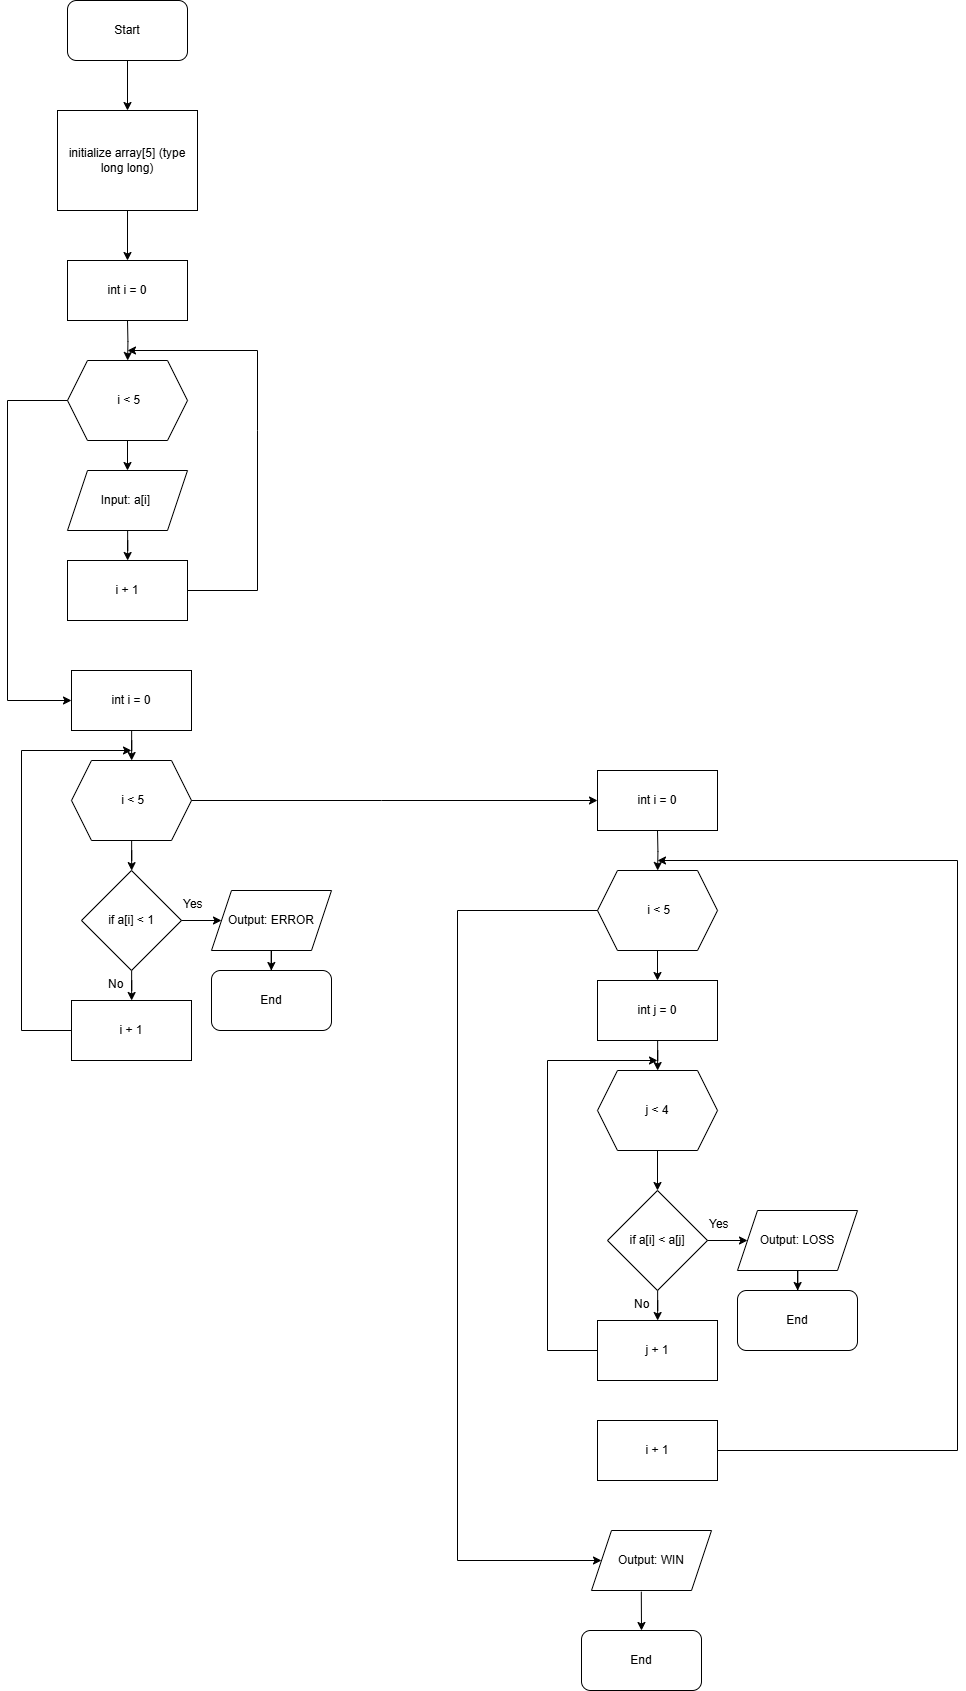 Start
initialize array[5] (type
long long)
int i = 0
i < 5
Input: a[i]
i + 1
int i = 0
i < 5
if a[i] < 1
Yes
Output: ERROR
End
No
i + 1
int i = 0
i < 5
int j = 0
j < 4
if a[i] < a[j]
Yes
Output: LOSS
End
No
j + 1
i + 1
Output: WIN
End